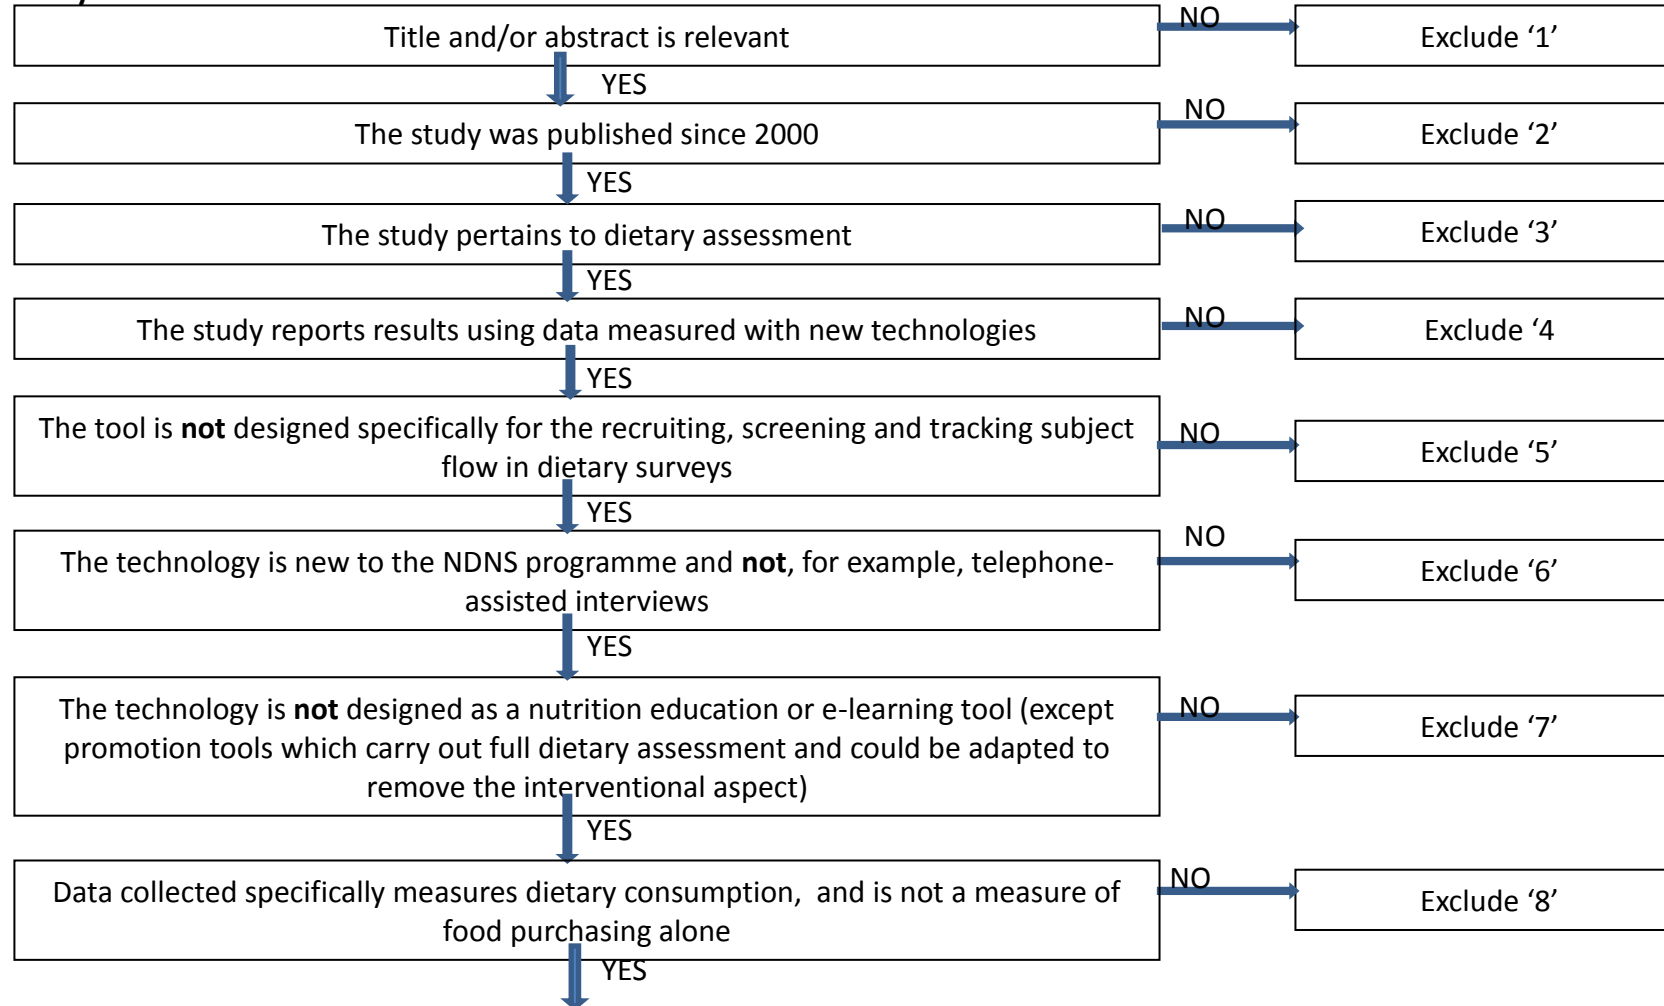 Title and/or abstract is relevant
NO
Exclude ‘1’
YES
The study was published since 2000
NO
Exclude ‘2’
YES
The study pertains to dietary assessment
NO
Exclude ‘3’
YES
The study reports results using data measured with new technologies
NO
Exclude ‘4
YES
The tool is not designed specifically for the recruiting, screening and tracking subject
flow in dietary surveys
NO
Exclude ‘5’
YES
The technology is new to the NDNS programme and not, for example, telephone-
assisted interviews
NO
Exclude ‘6’
YES
The technology is not designed as a nutrition education or e-learning tool (except
promotion tools which carry out full dietary assessment and could be adapted to
remove the interventional aspect)
NO
Exclude ‘7’
YES
Data collected specifically measures dietary consumption, and is not a measure of
food purchasing alone
NO
Exclude ‘8’
YES